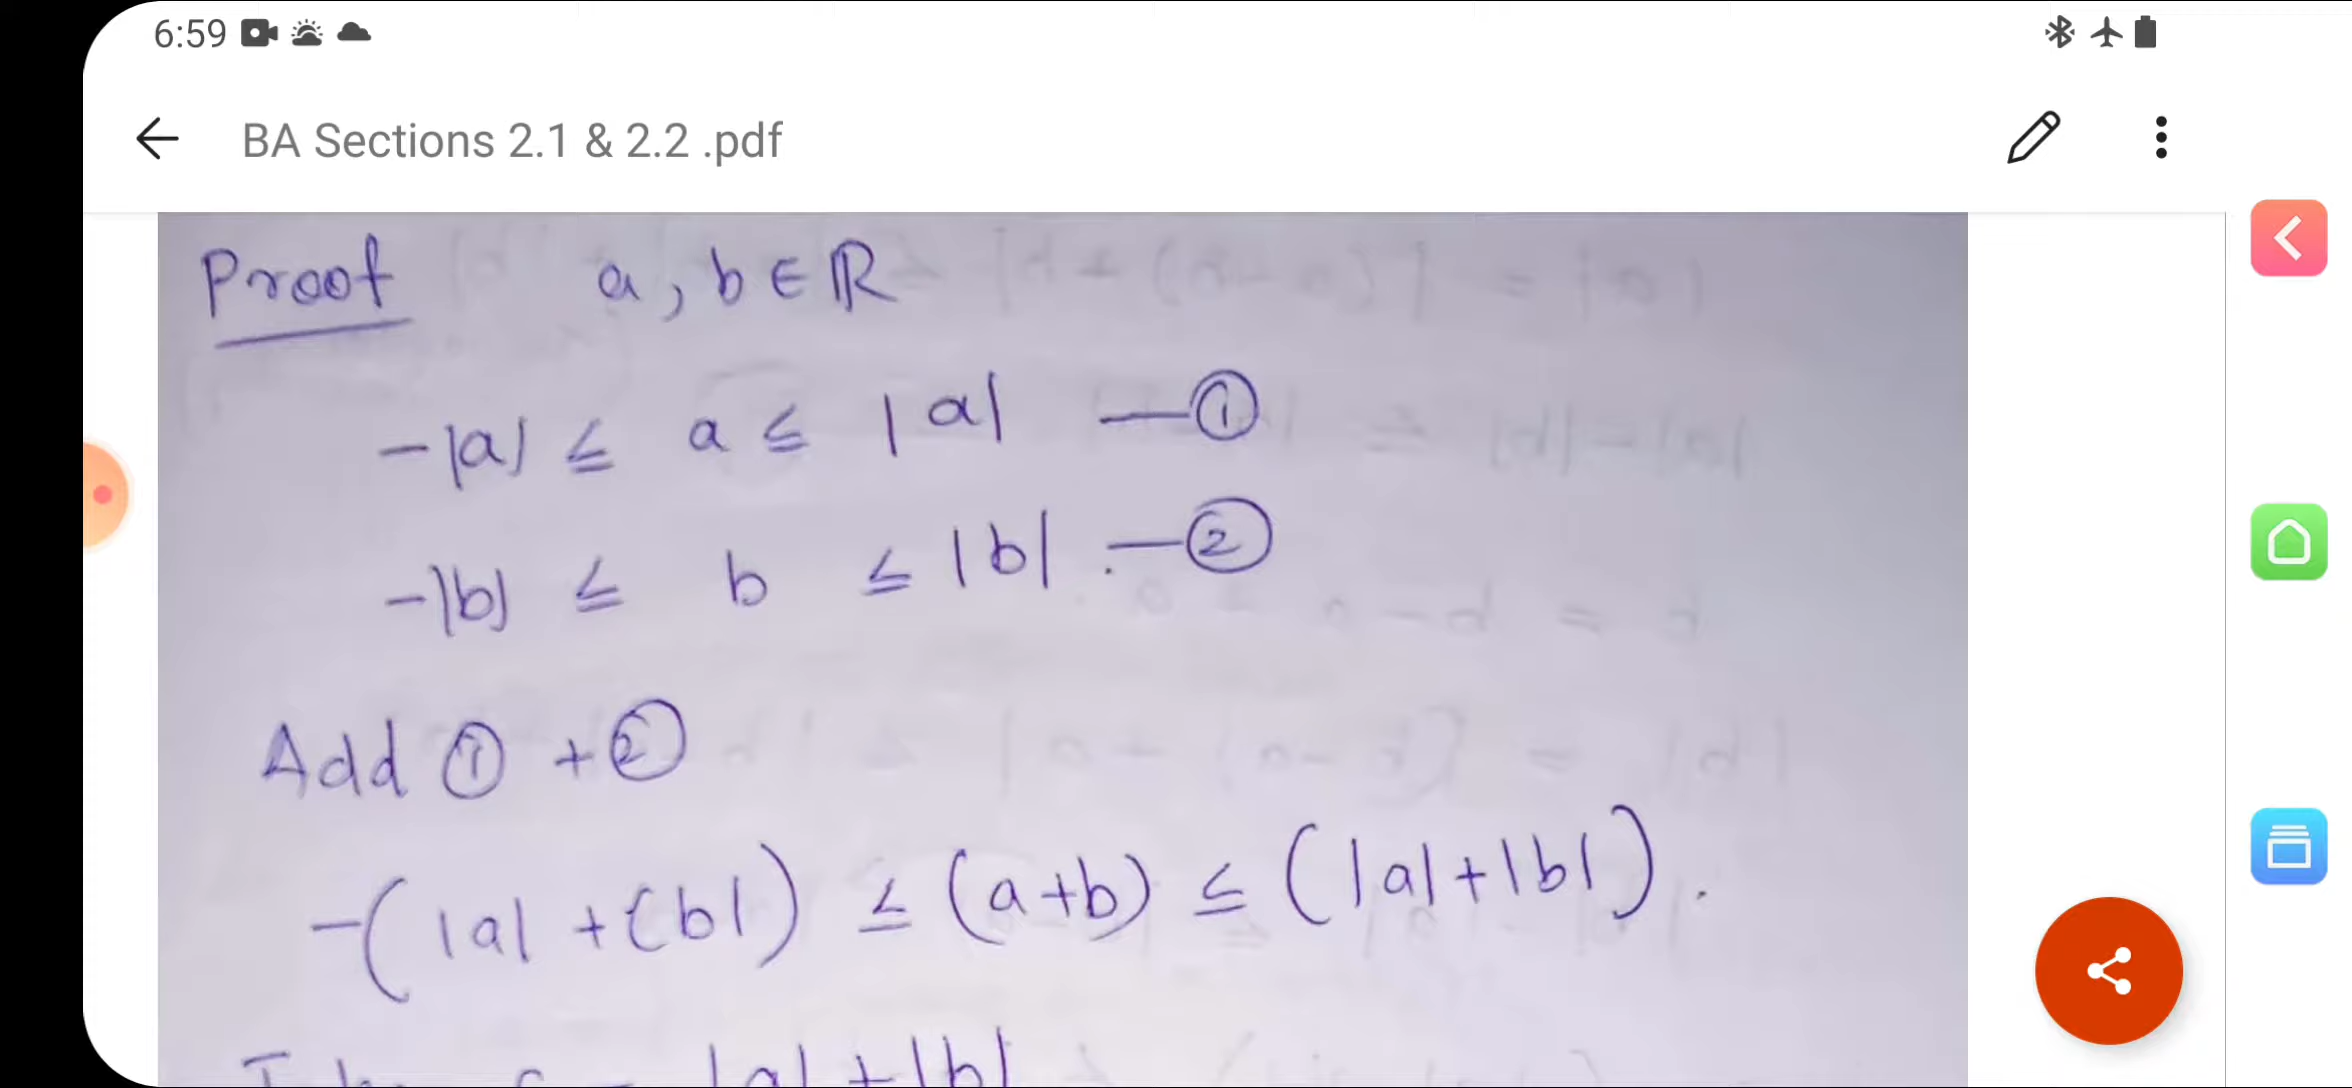 6:59
BA Sections 2.1 & 2.2 .pdf
Proof a, b ∈ ℝ
-|a| ≤ a ≤ |a| —①
-|b| ≤ b ≤ |b| . —②
Add ① + ②
-(|a| + |b|) ≤ (a+b) ≤ (|a|+|b|).
|a| + |b|